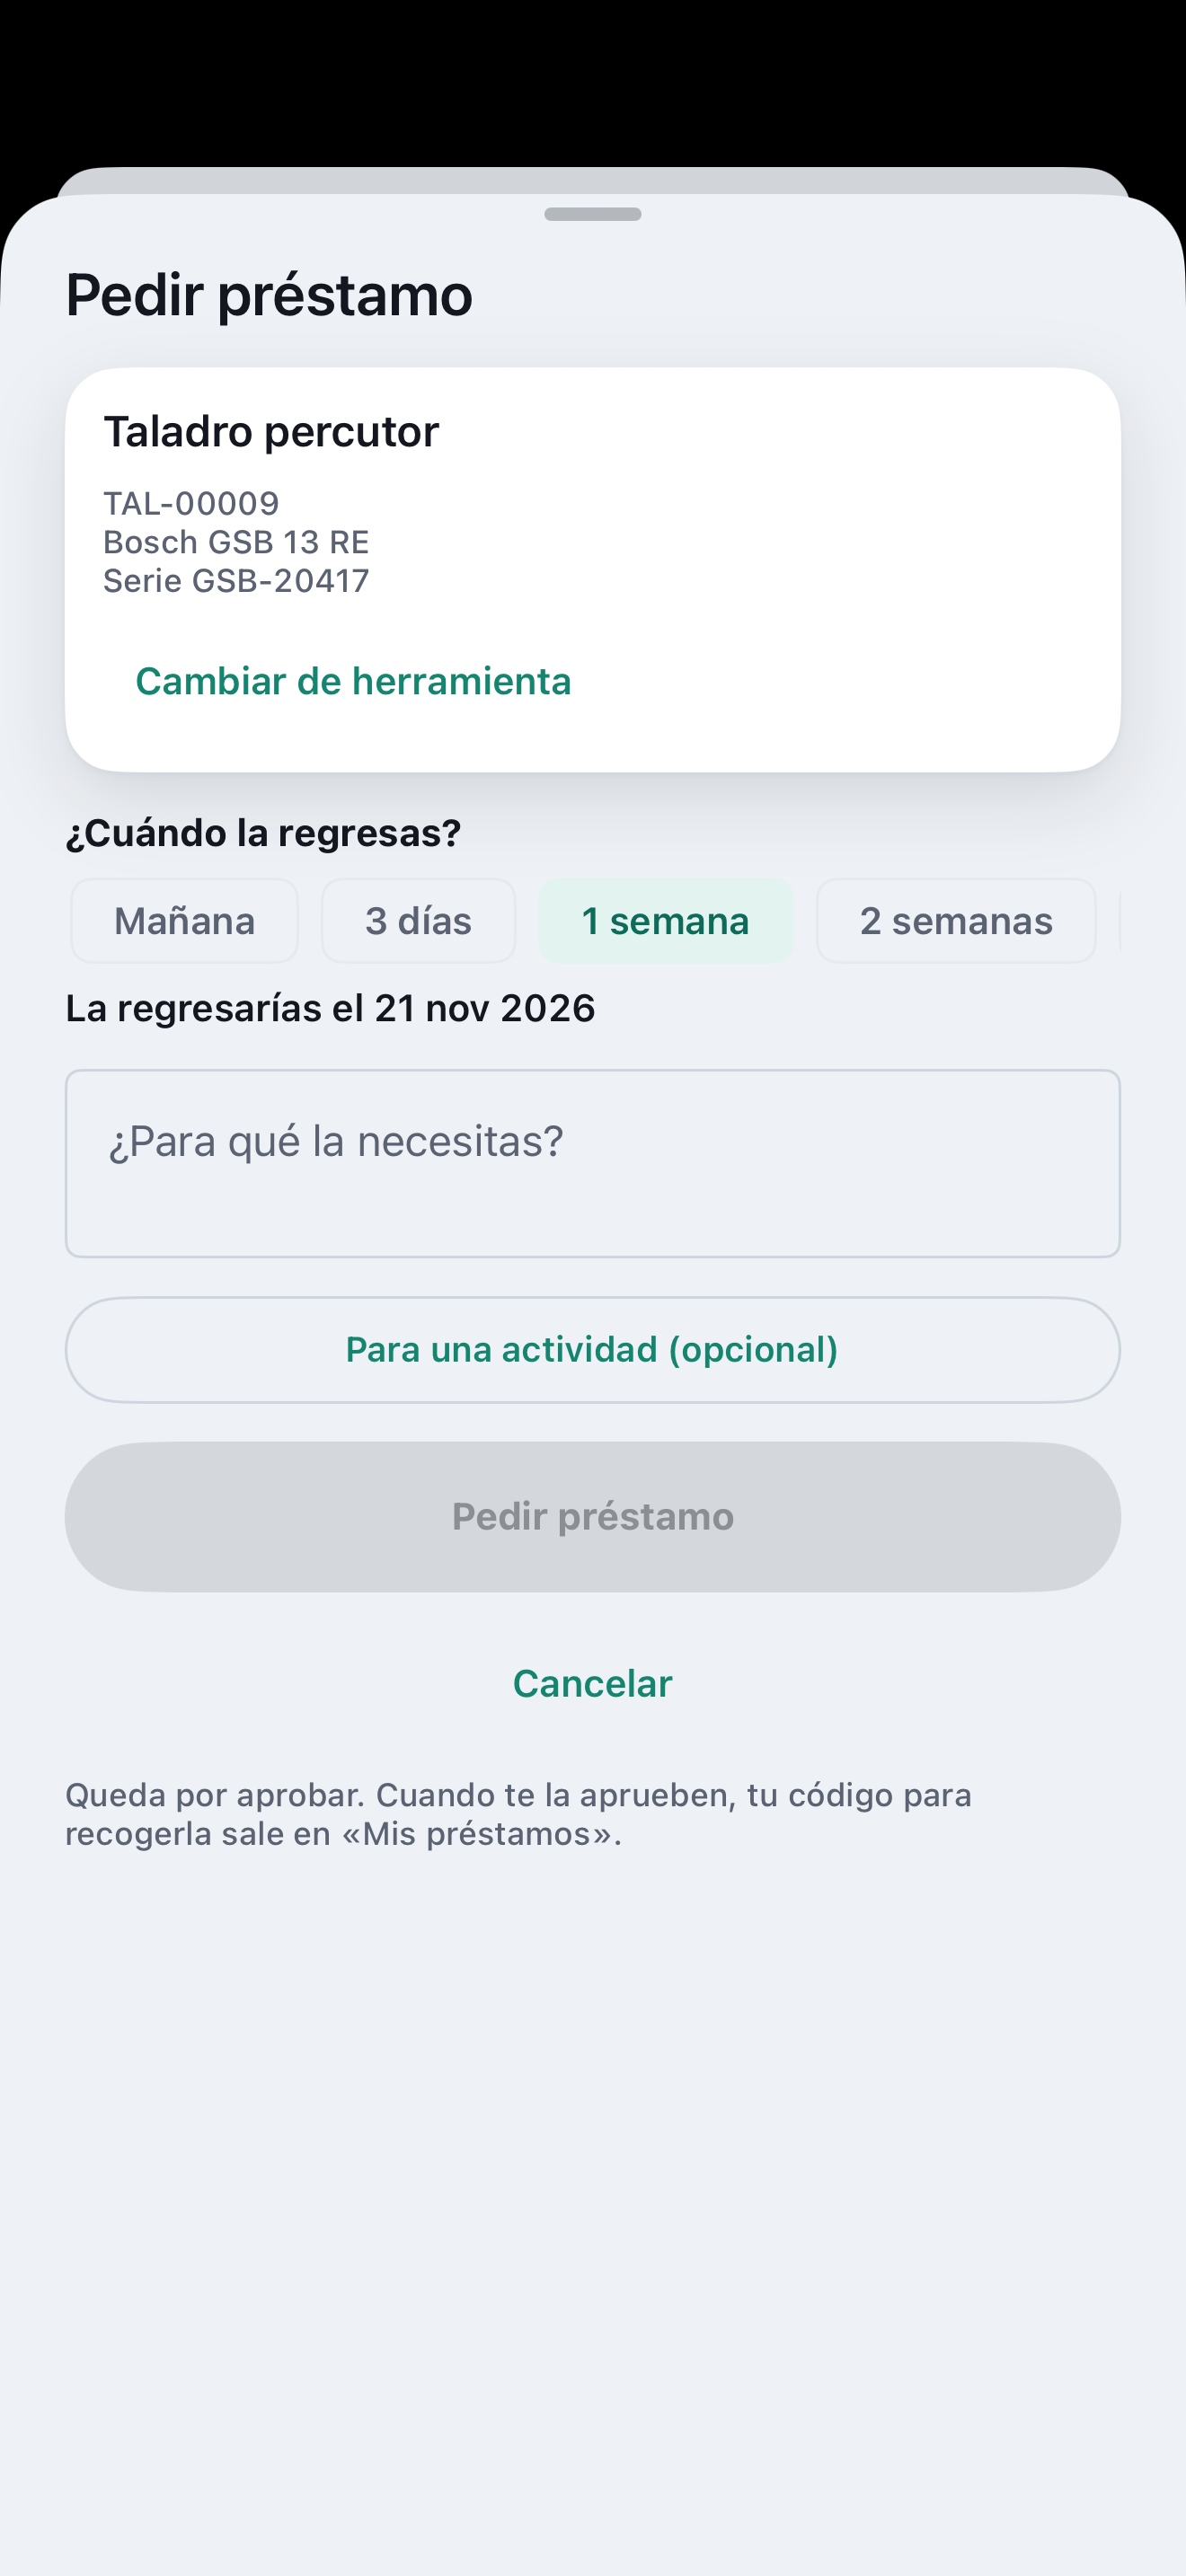 Pedir préstamo
Taladro percutor
TAL-00009
Bosch GSB 13 RE
Serie GSB-20417
Cambiar de herramienta
¿Cuándo la regresas?
Mañana
3 días
1 semana
2 semanas
La regresarías el 21 nov 2026
¿Para qué la necesitas?
Para una actividad (opcional)
Pedir préstamo
Cancelar
Queda por aprobar. Cuando te la aprueben, tu código para
recogerla sale en «Mis préstamos».